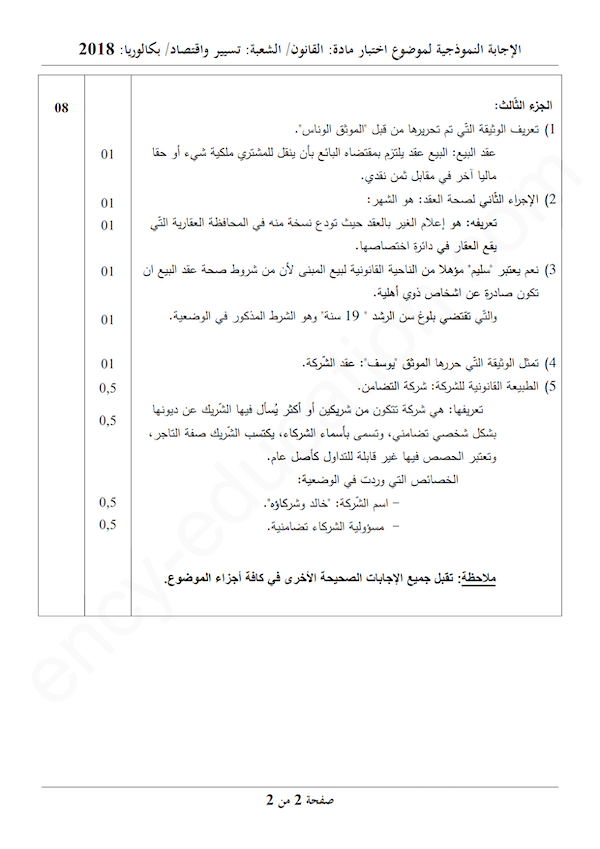 الإجابة النموذجية لموضوع اختبار مادة: القانون/ الشعبة: تسيير واقتصاد/ بكالوريا: 2018
الجزء الثّالث:
08
1) تعريف الوثيقة التّي تم تحريرها من قبل "الموثق الوناس".
عقد البيع: البيع عقد يلتزم بمقتضاه البائع بأن ينقل للمشتري ملكية شيء أو حقا
01
ماليا آخر في مقابل ثمن نقدي.
2) الإجراء الثّاني لصحة العقد: هو الشهر:
01
تعريفه: هو إعلام الغير بالعقد حيث تودع نسخة منه في المحافظة العقارية التّي
01
يقع العقار في دائرة اختصاصها.
3) نعم يعتبر "سليم" مؤهلا من الناحية القانونية لبيع المبنى لأن من شروط صحة عقد البيع ان
01
تكون صادرة عن اشخاص ذوي أهلية.
والتّي تقتضي بلوغ سن الرشد " 19 سنة" وهو الشرط المذكور في الوضعية.
01
4) تمثل الوثيقة التّي حررها الموثق "يوسف": عقد الشّركة.
01
5) الطبيعة القانونية للشركة: شركة التضامن.
0,5
تعريفها: هي شركة تتكون من شريكين أو أكثر يُسأل فيها الشّريك عن ديونها
0,5
بشكل شخصي تضامني، وتسمى بأسماء الشركاء، يكتسب الشّريك صفة التاجر،
وتعتبر الحصص فيها غير قابلة للتداول كأصل عام.
الخصائص التي وردت في الوضعية:
– اسم الشّركة: "خالد وشركاؤه".
0,5
– مسؤولية الشركاء تضامنية.
0,5
ملاحظة: تقبل جميع الإجابات الصحيحة الأخرى في كافة أجزاء الموضوع.
صفحة 2 من 2
ency-education.com